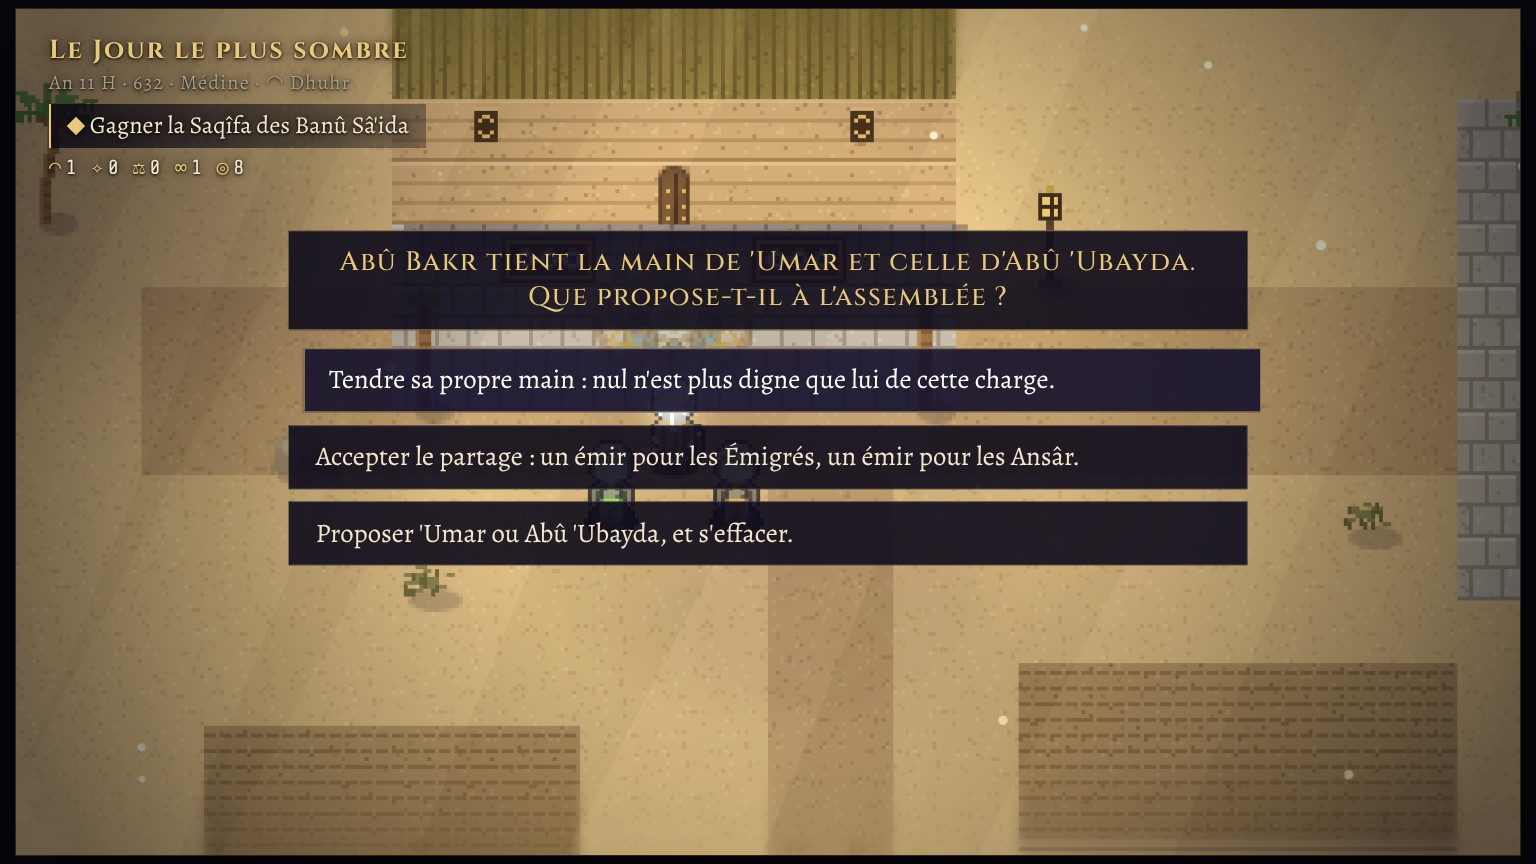 Le Jour le plus sombre
An 11 H · 632 · Médine · ◠ Dhuhr
◆ Gagner la Saqîfa des Banû Sâ'ida
◠1 ✧0 ⚖0 ∞1 ◎8
Abû Bakr tient la main de 'Umar et celle d'Abû 'Ubayda.
Que propose-t-il à l'assemblée ?
Tendre sa propre main : nul n'est plus digne que lui de cette charge.
Accepter le partage : un émir pour les Émigrés, un émir pour les Ansâr.
Proposer 'Umar ou Abû 'Ubayda, et s'effacer.